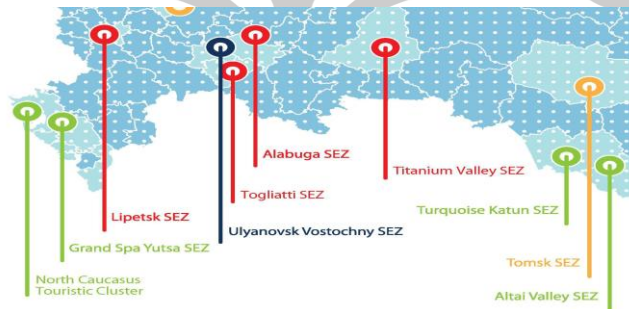 Alabuga SEZ
Titanium Valley SEZ
Togliatti SEZ
Turquoise Katun SEZ
Lipetsk SEZ
Ulyanovsk Vostochny SEZ
Grand Spa Yutsa SEZ
Tomsk SEZ
North Caucasus
Touristic Cluster
Altai Valley SEZ